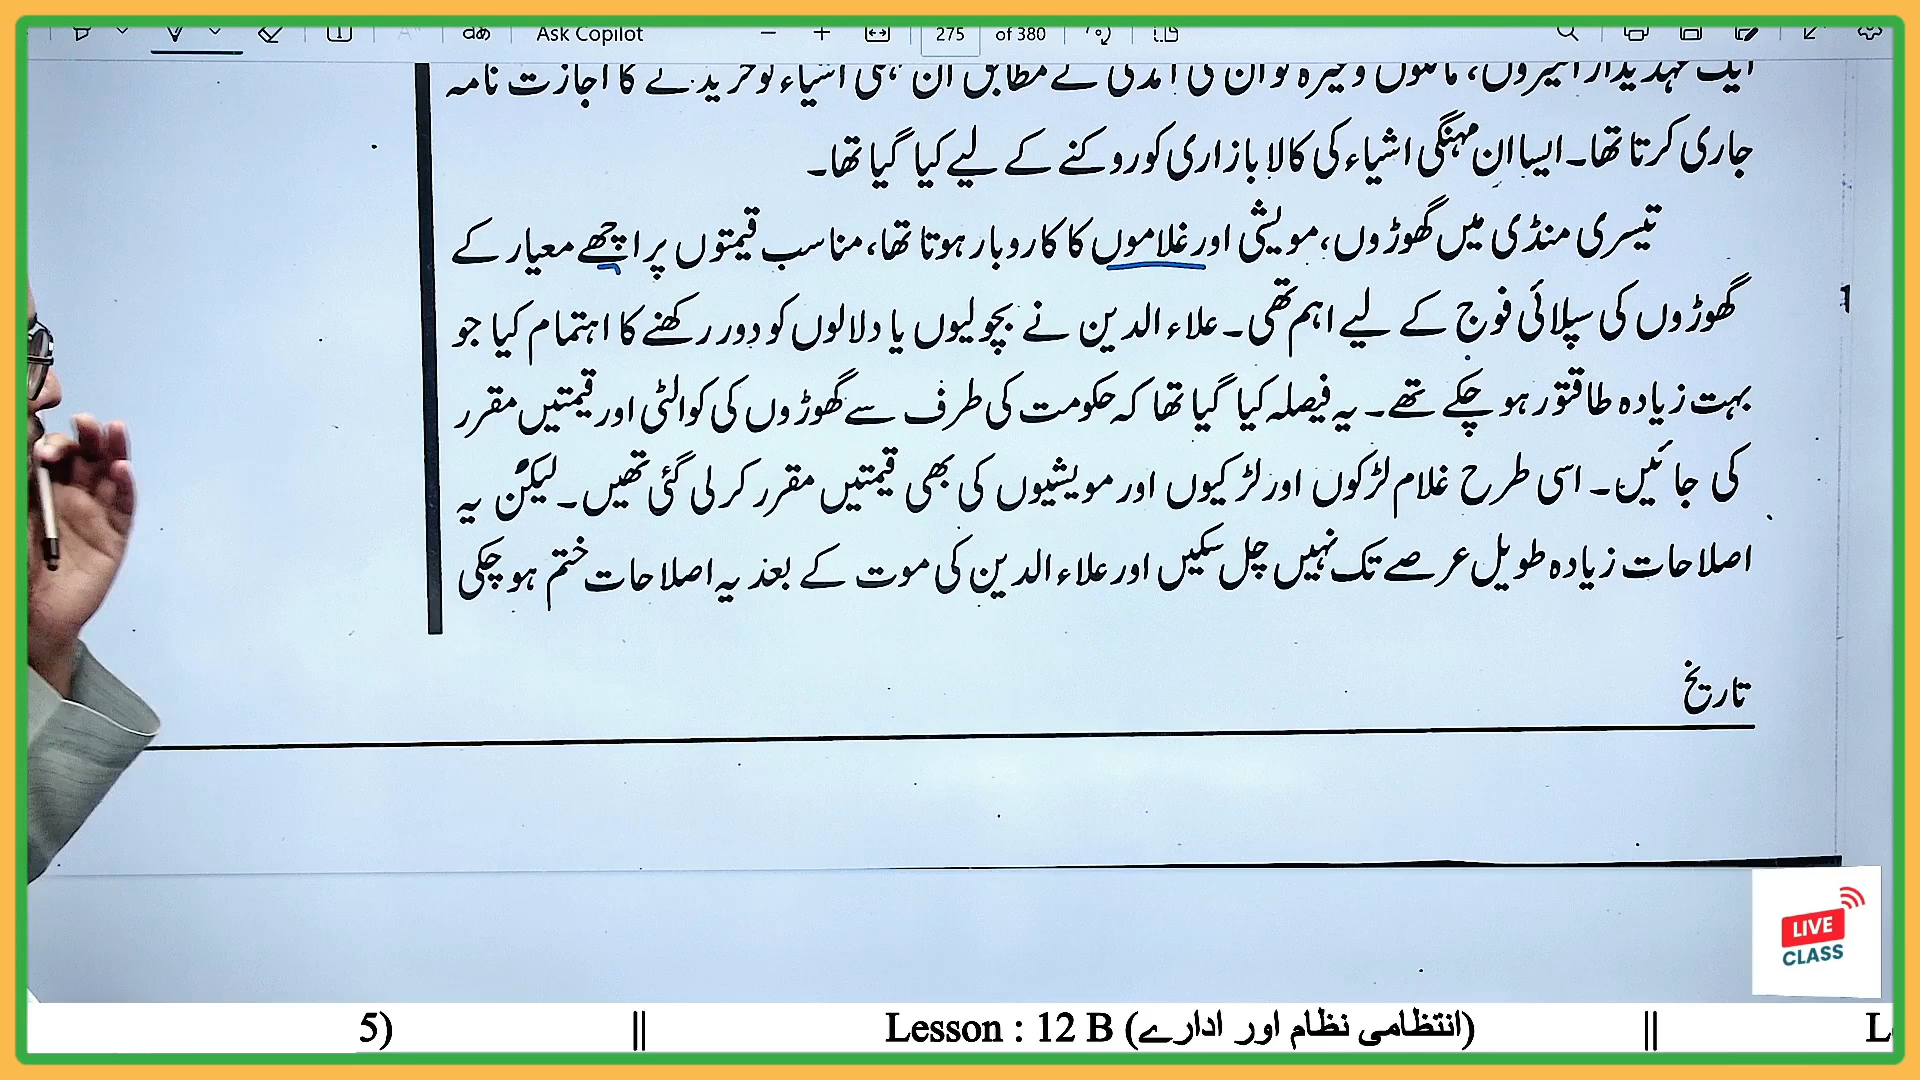 Ask Copilot
275 of 380
ایک عہدیدار امیروں، مالکوں وغیرہ کو ان کی آمدنی کے مطابق ان مہنگی اشیاء کو خریدنے کا اجازت نامہ
جاری کرتا تھا۔ ایسا ان مہنگی اشیاء کی کالا بازاری کو روکنے کے لیے کیا گیا تھا۔
تیسری منڈی میں گھوڑوں، مویشی اور غلاموں کا کاروبار ہوتا تھا، مناسب قیمتوں پر اچھے معیار کے
گھوڑوں کی سپلائی فوج کے لیے اہم تھی۔ علاء الدین نے بچولیوں یا دلالوں کو دور رکھنے کا اہتمام کیا جو
بہت زیادہ طاقتور ہو چکے تھے۔ یہ فیصلہ کیا گیا تھا کہ حکومت کی طرف سے گھوڑوں کی کوالٹی اور قیمتیں مقرر
کی جائیں۔ اسی طرح غلام لڑکوں اور لڑکیوں اور مویشیوں کی بھی قیمتیں مقرر کر لی گئی تھیں۔ لیکن یہ
اصلاحات زیادہ طویل عرصے تک نہیں چل سکیں اور علاء الدین کی موت کے بعد یہ اصلاحات ختم ہو چکی
تاریخ
1
LIVE
CLASS
5) || Lesson : 12 B (انتظامی نظام اور ادارے) || L